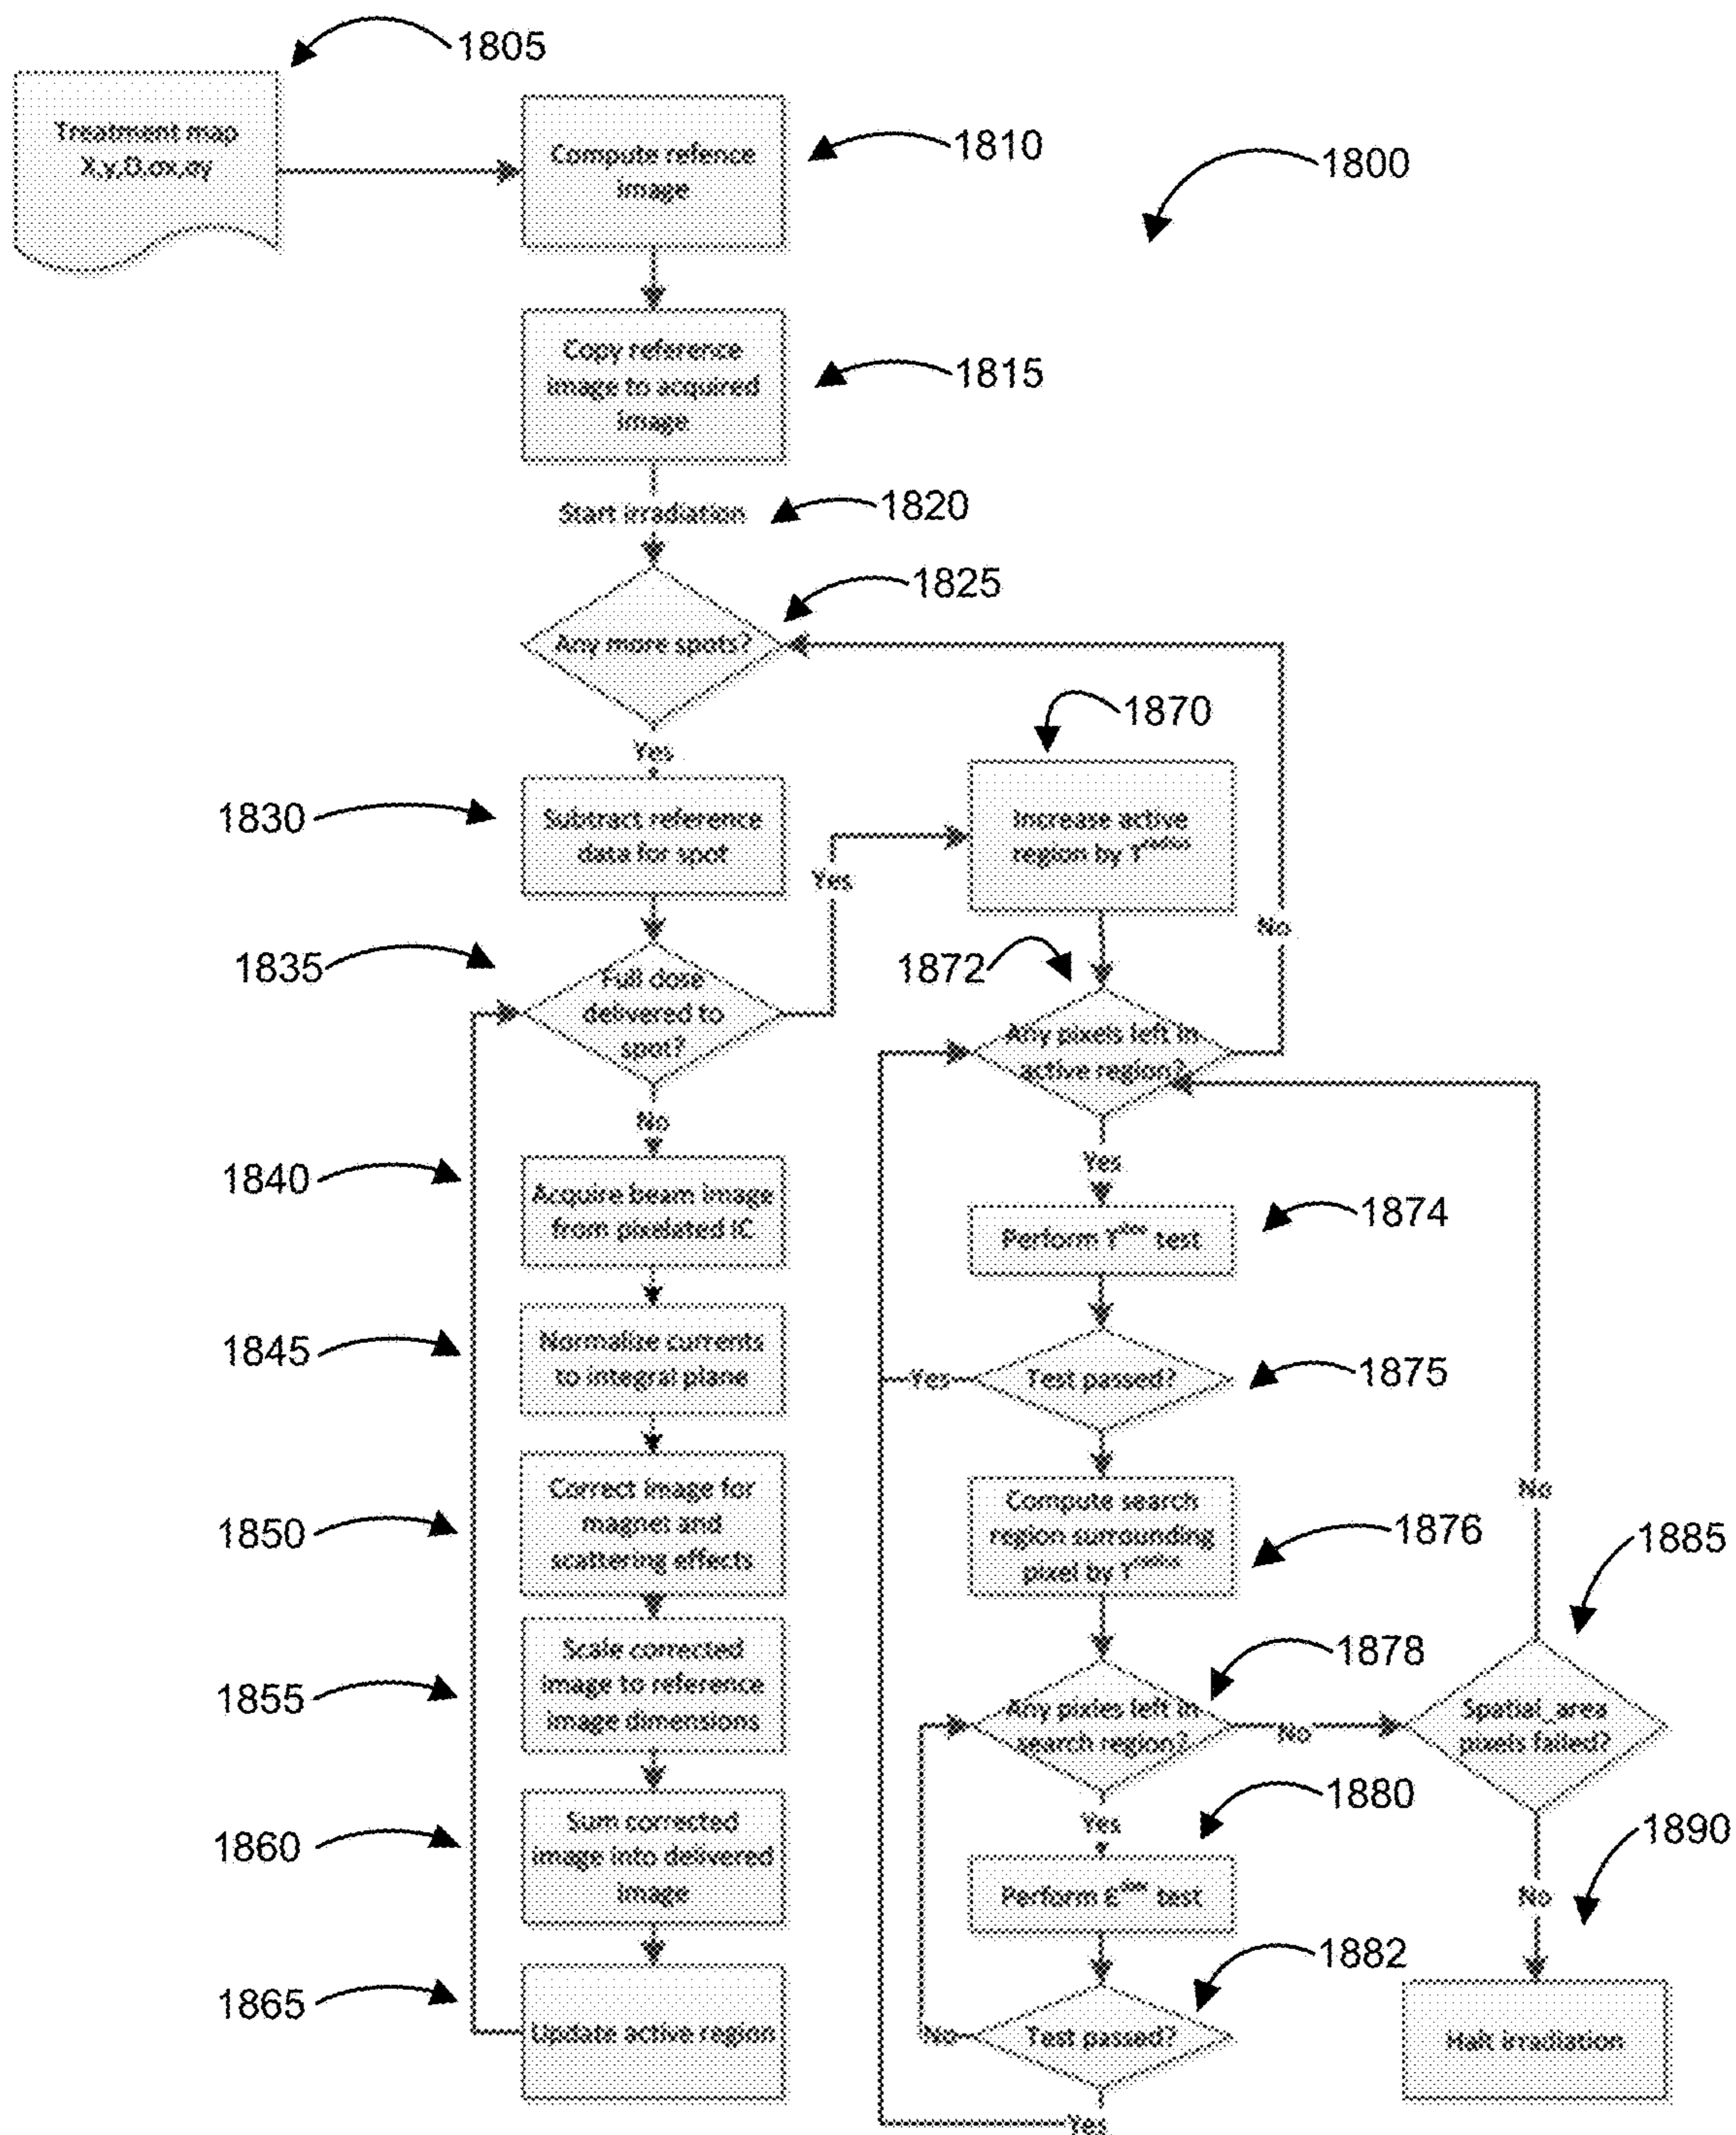 1805
Treatment map
X,y,D,σx,σy
Compute refence
image
1810
1800
Copy reference
image to acquired
image
1815
Start irradiation
1820
1825
Any more spots?
Yes
1870
1830
Subtract reference
data for spot
Increase active
region by T
Yes
No
1835
Full dose
delivered to
spot?
1872
Any pixels left in
active region?
No
Yes
1840
Acquire beam image
from pixelated IC
1874
Perform T test
1845
Normalize currents
to integral plane
Yes
Test passed?
1875
1850
Correct image for
magnet and
scattering effects
Compute search
region surrounding
pixel by T
1876
No
1885
1855
Scale corrected
image to reference
image dimensions
1878
Any pixles left in
search region?
No
Spatial_area
pixels failed?
1860
Sum corrected
image into delivered
image
Yes
1880
Perform E test
No
1890
1865
Update active region
1882
No
Test passed?
Yes
Halt irradiation